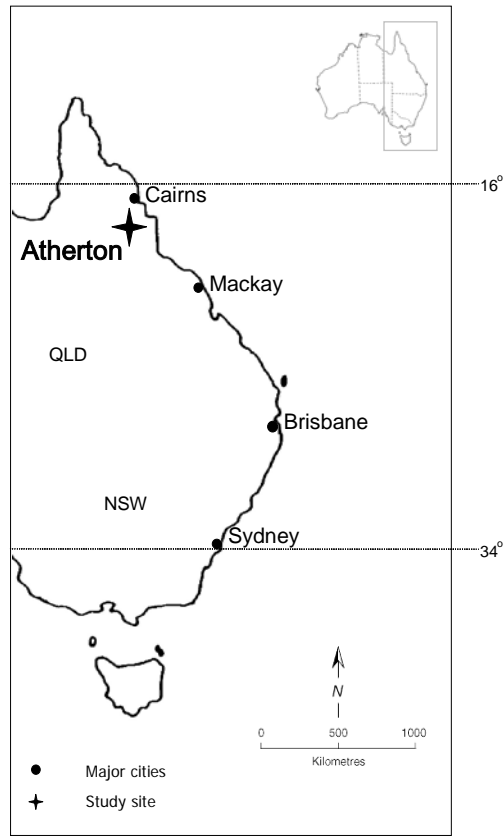 16°
Cairns
Atherton
Mackay
QLD
Brisbane
NSW
Sydney
34°
N
0 500 1000
Kilometres
Major cities
Study site